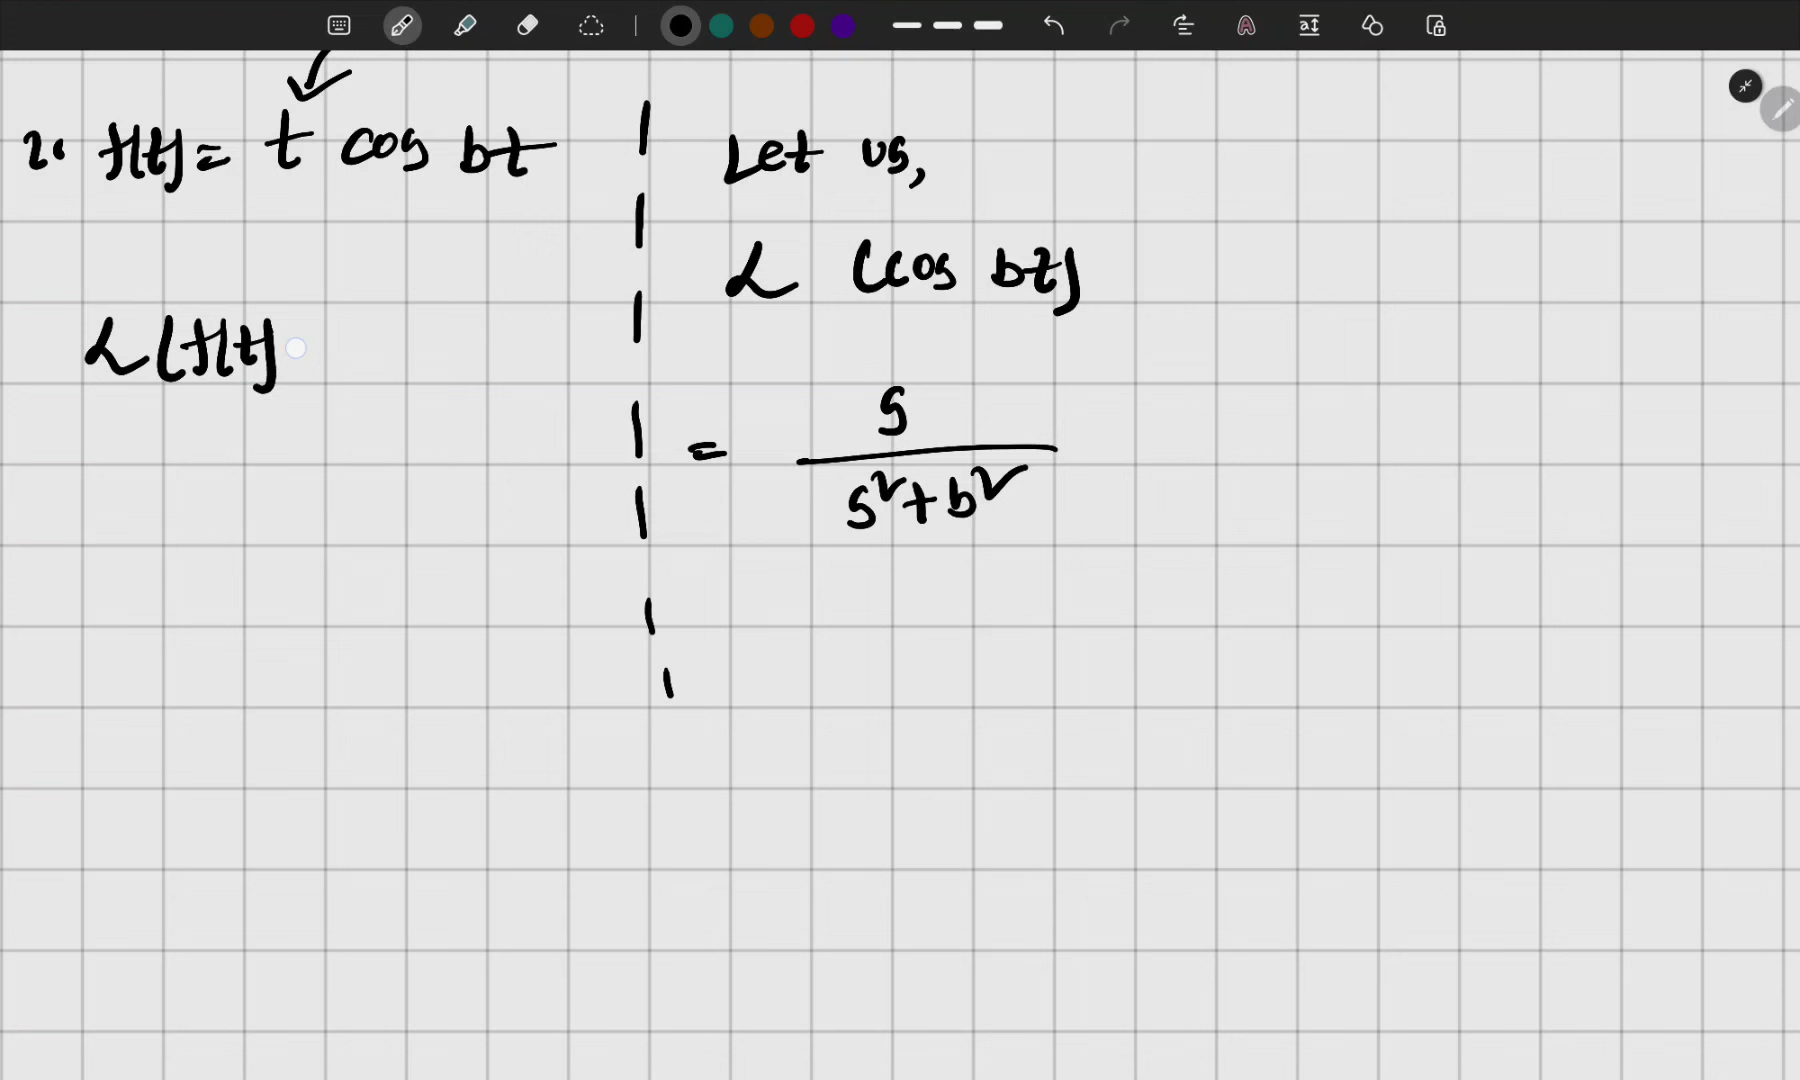 2. f(t) = t cos bt
L(f(t)
Let us,
L (cos bt)
= s / s²+b²